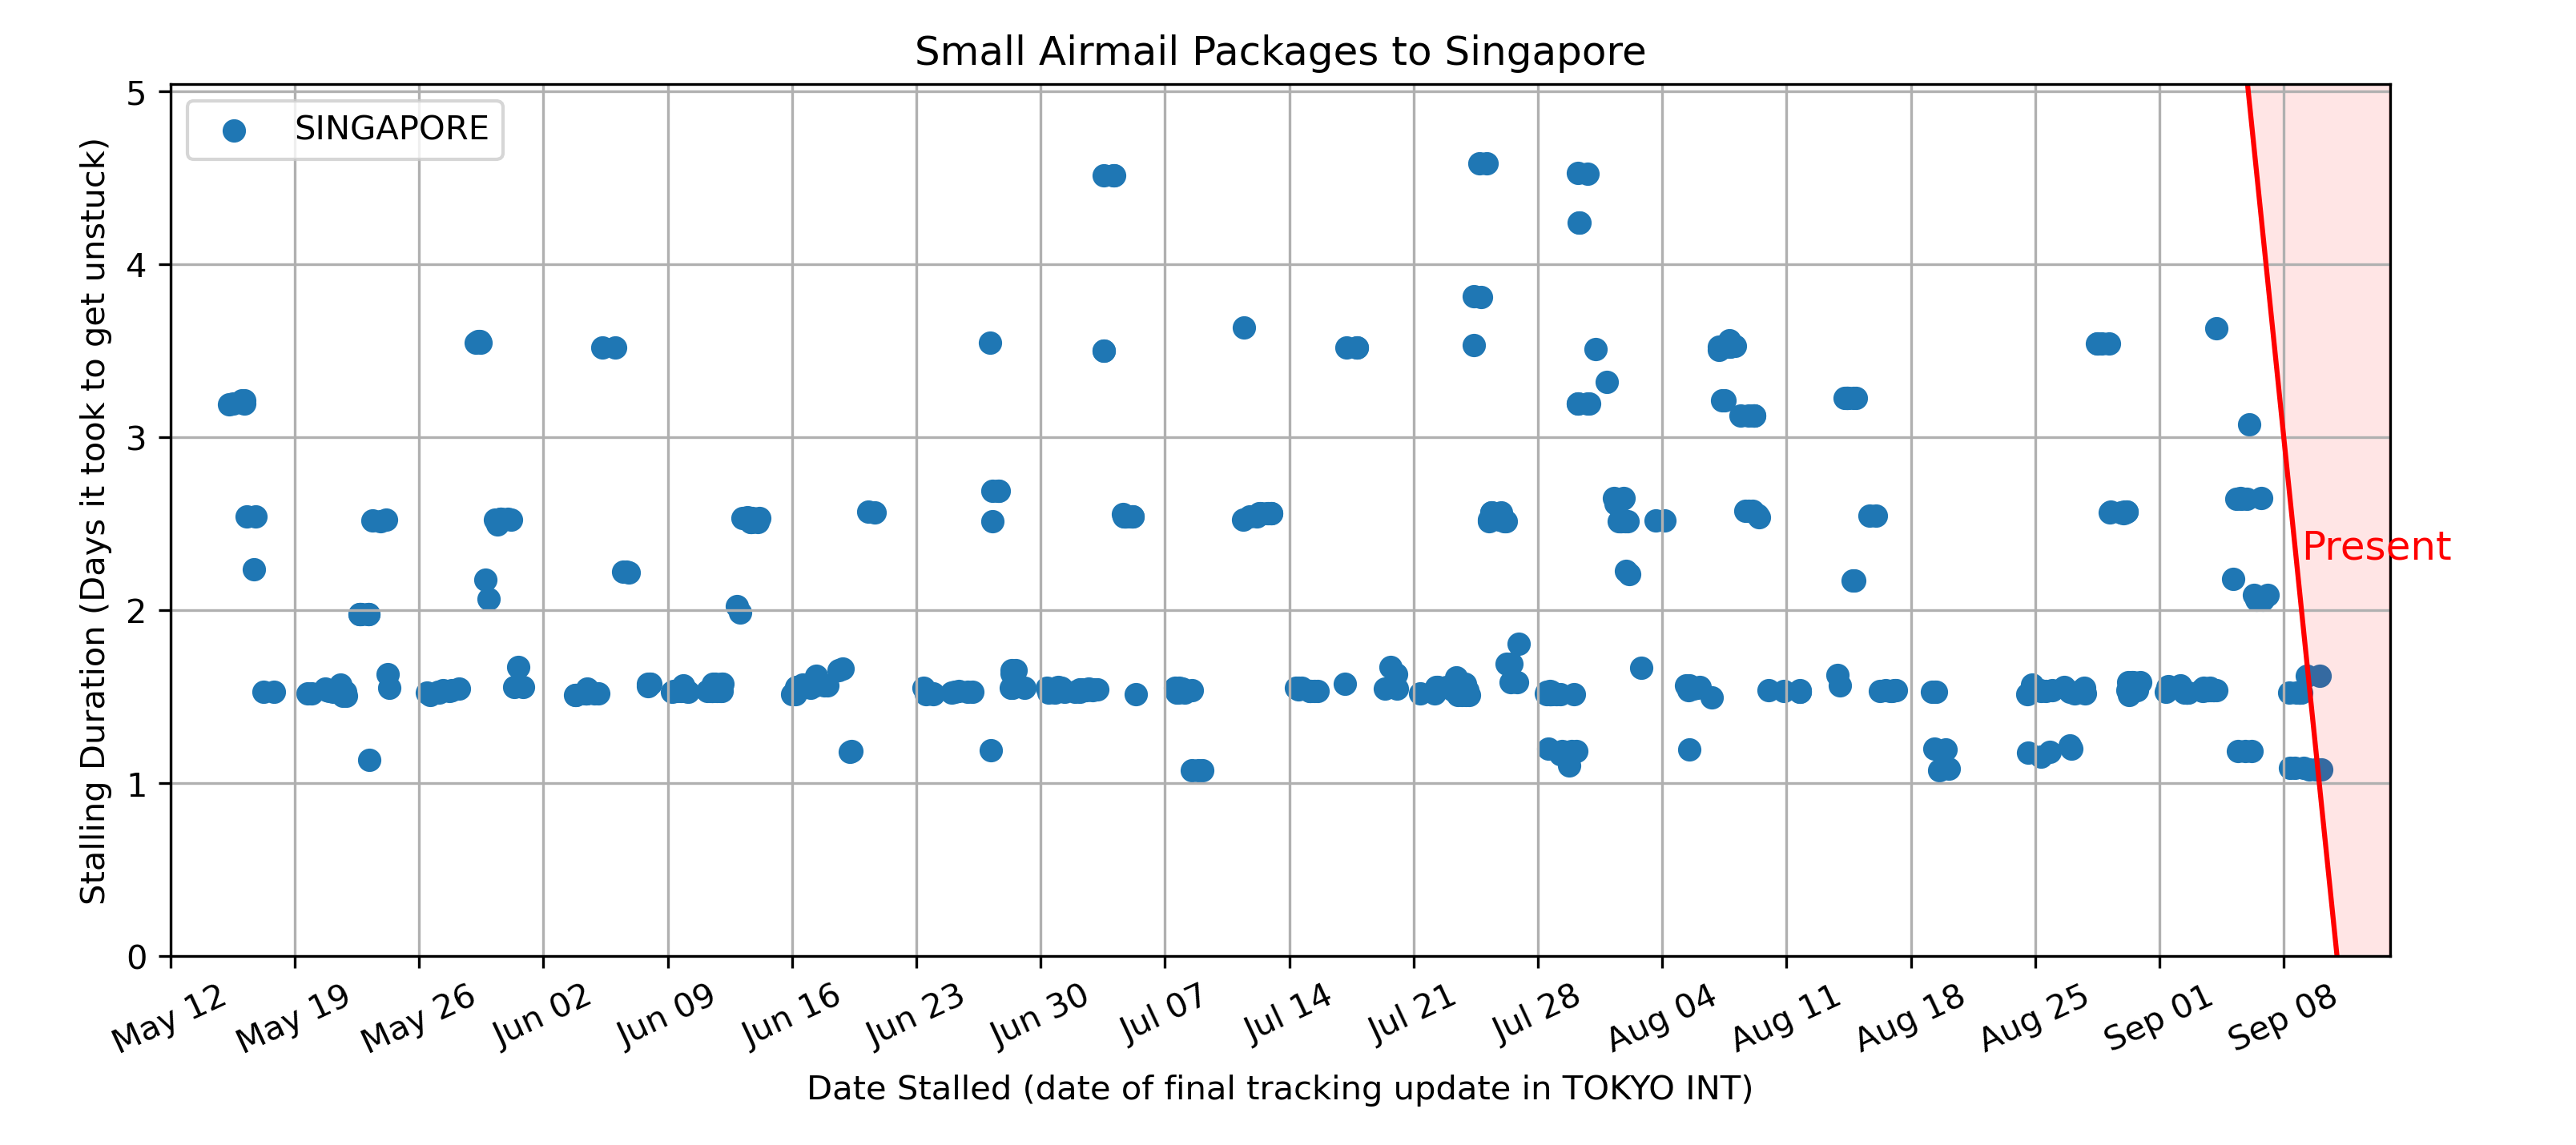 Small Airmail Packages to Singapore
SINGAPORE
Stalling Duration (Days it took to get unstuck)
5
4
3
2
1
0
Present
May 12
May 19
May 26
Jun 02
Jun 09
Jun 16
Jun 23
Jun 30
Jul 07
Jul 14
Jul 21
Jul 28
Aug 04
Aug 11
Aug 18
Aug 25
Sep 01
Sep 08
Date Stalled (date of final tracking update in TOKYO INT)